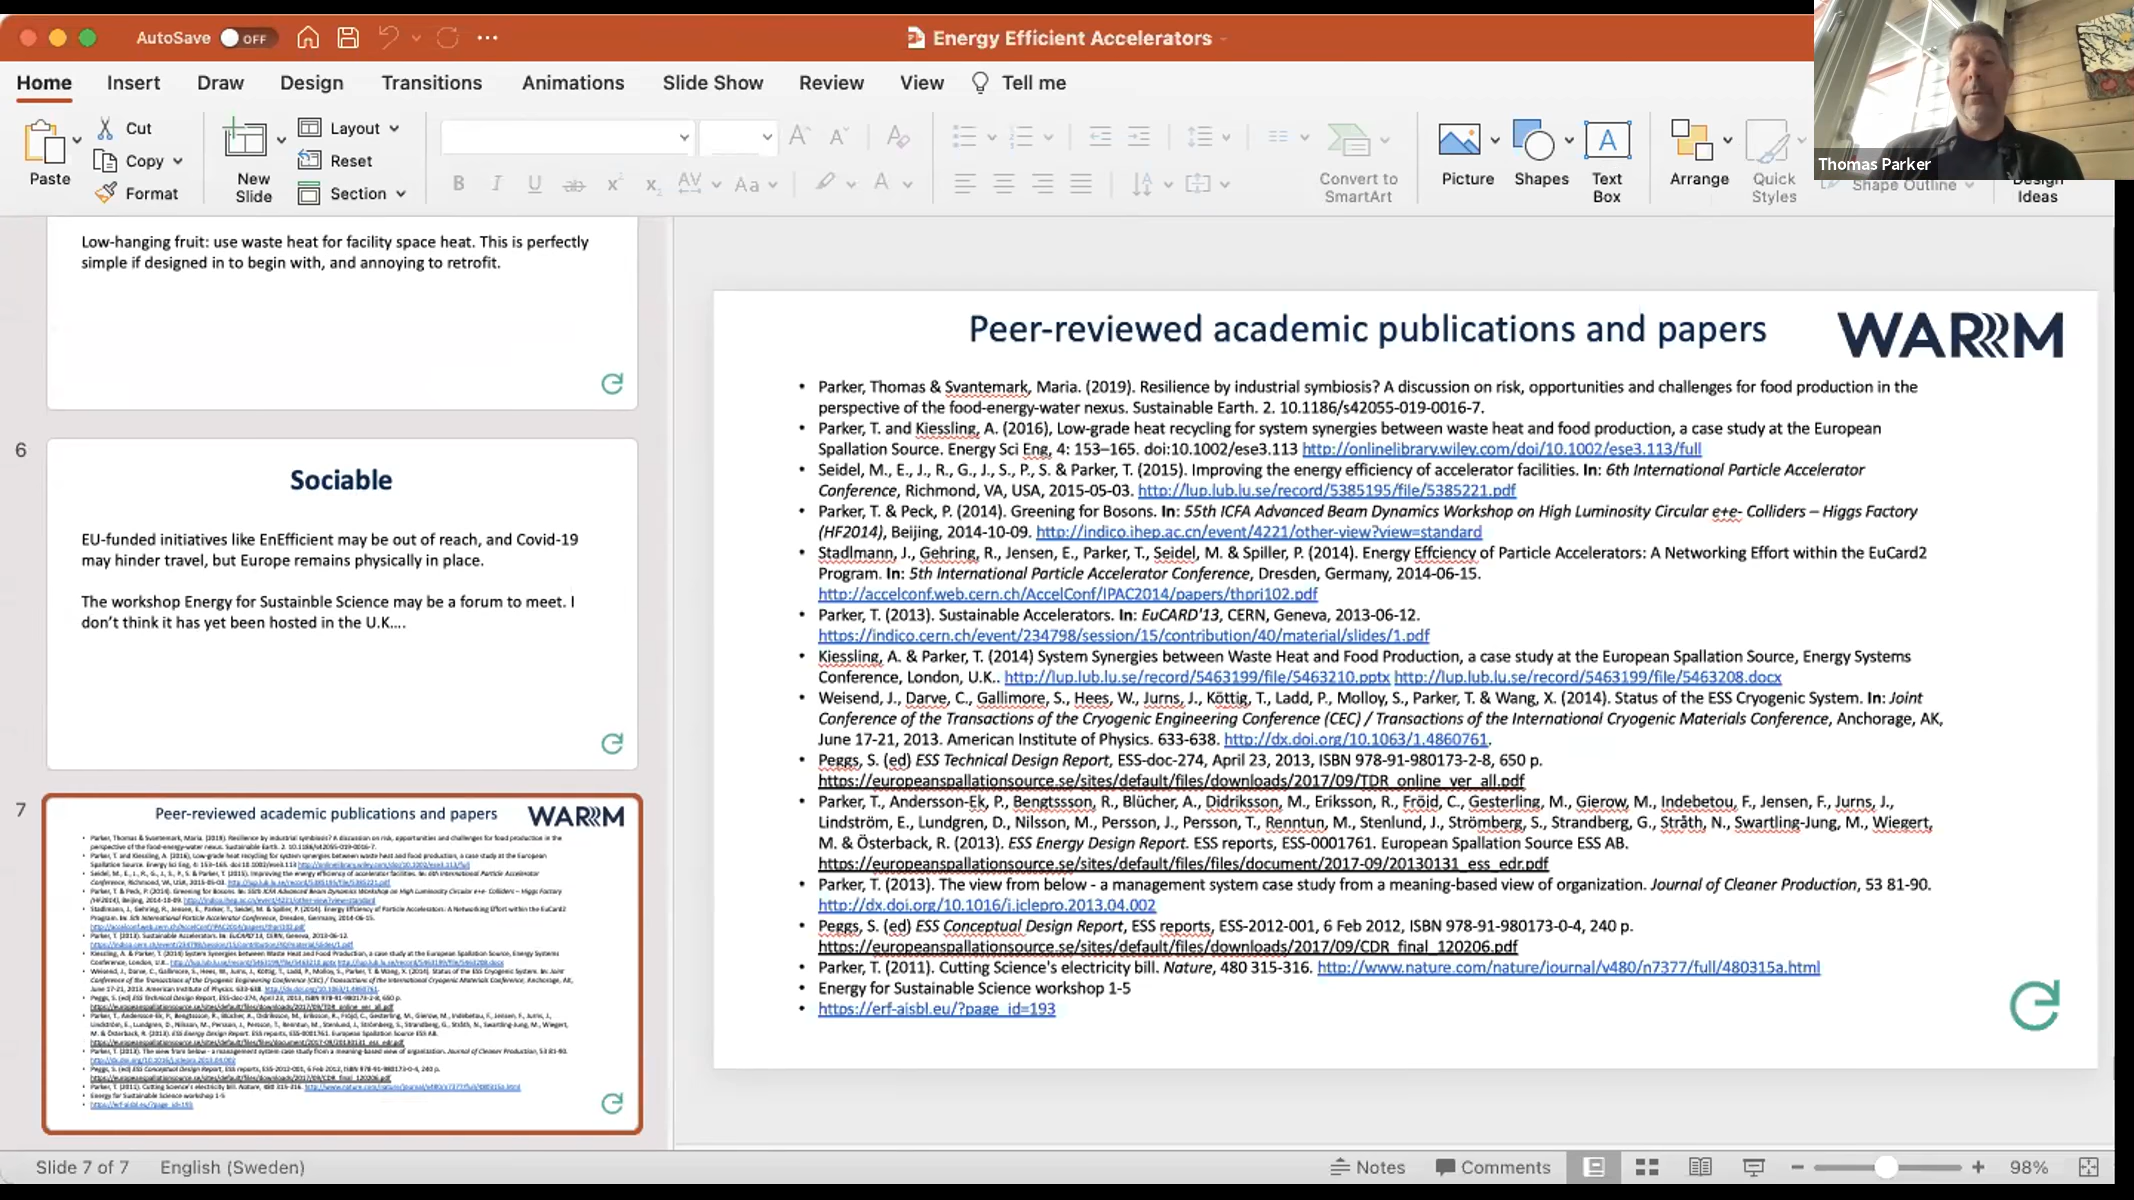 AutoSave OFF
Energy Efficient Accelerators
Home Insert Draw Design Transitions Animations Slide Show Review View Tell me
Thomas Parker
Paste
Cut
Copy
Format
New Slide
Layout
Reset
Section
Convert to SmartArt
Picture
Shapes
Text Box
Arrange
Quick Styles
Shape Outline
Design Ideas
Low-hanging fruit: use waste heat for facility space heat. This is perfectly
simple if designed in to begin with, and annoying to retrofit.
6
Sociable
EU-funded initiatives like EnEfficient may be out of reach, and Covid-19
may hinder travel, but Europe remains physically in place.
The workshop Energy for Sustainble Science may be a forum to meet. I
don't think it has yet been hosted in the U.K....
7
Peer-reviewed academic publications and papers WARM
Peer-reviewed academic publications and papers
WARM
• Parker, Thomas & Svantemark, Maria. (2019). Resilience by industrial symbiosis? A discussion on risk, opportunities and challenges for food production in the
perspective of the food-energy-water nexus. Sustainable Earth. 2. 10.1186/s42055-019-0016-7.
• Parker, T. and Kiessling, A. (2016), Low-grade heat recycling for system synergies between waste heat and food production, a case study at the European
Spallation Source. Energy Sci Eng, 4: 153–165. doi:10.1002/ese3.113 http://onlinelibrary.wiley.com/doi/10.1002/ese3.113/full
• Seidel, M., E., J., R., G., J., S., P., S. & Parker, T. (2015). Improving the energy efficiency of accelerator facilities. In: 6th International Particle Accelerator
Conference, Richmond, VA, USA, 2015-05-03. http://lup.lub.lu.se/record/5385195/file/5385221.pdf
• Parker, T. & Peck, P. (2014). Greening for Bosons. In: 55th ICFA Advanced Beam Dynamics Workshop on High Luminosity Circular e+e- Colliders – Higgs Factory
(HF2014), Beijing, 2014-10-09. http://indico.ihep.ac.cn/event/4221/other-view?view=standard
• Stadlmann, J., Gehring, R., Jensen, E., Parker, T., Seidel, M. & Spiller, P. (2014). Energy Effciency of Particle Accelerators: A Networking Effort within the EuCard2
Program. In: 5th International Particle Accelerator Conference, Dresden, Germany, 2014-06-15.
http://accelconf.web.cern.ch/AccelConf/IPAC2014/papers/thpri102.pdf
• Parker, T. (2013). Sustainable Accelerators. In: EuCARD'13, CERN, Geneva, 2013-06-12.
https://indico.cern.ch/event/234798/session/15/contribution/40/material/slides/1.pdf
• Kiessling, A. & Parker, T. (2014) System Synergies between Waste Heat and Food Production, a case study at the European Spallation Source, Energy Systems
Conference, London, U.K.. http://lup.lub.lu.se/record/5463199/file/5463210.pptx http://lup.lub.lu.se/record/5463199/file/5463208.docx
• Weisend, J., Darve, C., Gallimore, S., Hees, W., Jurns, J., Köttig, T., Ladd, P., Molloy, S., Parker, T. & Wang, X. (2014). Status of the ESS Cryogenic System. In: Joint
Conference of the Transactions of the Cryogenic Engineering Conference (CEC) / Transactions of the International Cryogenic Materials Conference, Anchorage, AK,
June 17-21, 2013. American Institute of Physics. 633-638. http://dx.doi.org/10.1063/1.4860761.
• Peggs, S. (ed) ESS Technical Design Report, ESS-doc-274, April 23, 2013, ISBN 978-91-980173-2-8, 650 p.
https://europeanspallationsource.se/sites/default/files/downloads/2017/09/TDR_online_ver_all.pdf
• Parker, T., Andersson-Ek, P., Bengtssson, R., Blücher, A., Didriksson, M., Eriksson, R., Fröjd, C., Gesterling, M., Gierow, M., Indebetou, F., Jensen, F., Jurns, J.,
Lindström, E., Lundgren, D., Nilsson, M., Persson, J., Persson, T., Renntun, M., Stenlund, J., Strömberg, S., Strandberg, G., Stråth, N., Swartling-Jung, M., Wiegert,
M. & Österback, R. (2013). ESS Energy Design Report. ESS reports, ESS-0001761. European Spallation Source ESS AB.
https://europeanspallationsource.se/sites/default/files/files/document/2017-09/20130131_ess_edr.pdf
• Parker, T. (2013). The view from below - a management system case study from a meaning-based view of organization. Journal of Cleaner Production, 53 81-90.
http://dx.doi.org/10.1016/j.jclepro.2013.04.002
• Peggs, S. (ed) ESS Conceptual Design Report, ESS reports, ESS-2012-001, 6 Feb 2012, ISBN 978-91-980173-0-4, 240 p.
https://europeanspallationsource.se/sites/default/files/downloads/2017/09/CDR_final_120206.pdf
• Parker, T. (2011). Cutting Science's electricity bill. Nature, 480 315-316. http://www.nature.com/nature/journal/v480/n7377/full/480315a.html
• Energy for Sustainable Science workshop 1-5
• https://erf-aisbl.eu/?page_id=193
Slide 7 of 7 English (Sweden)
Notes Comments 98%